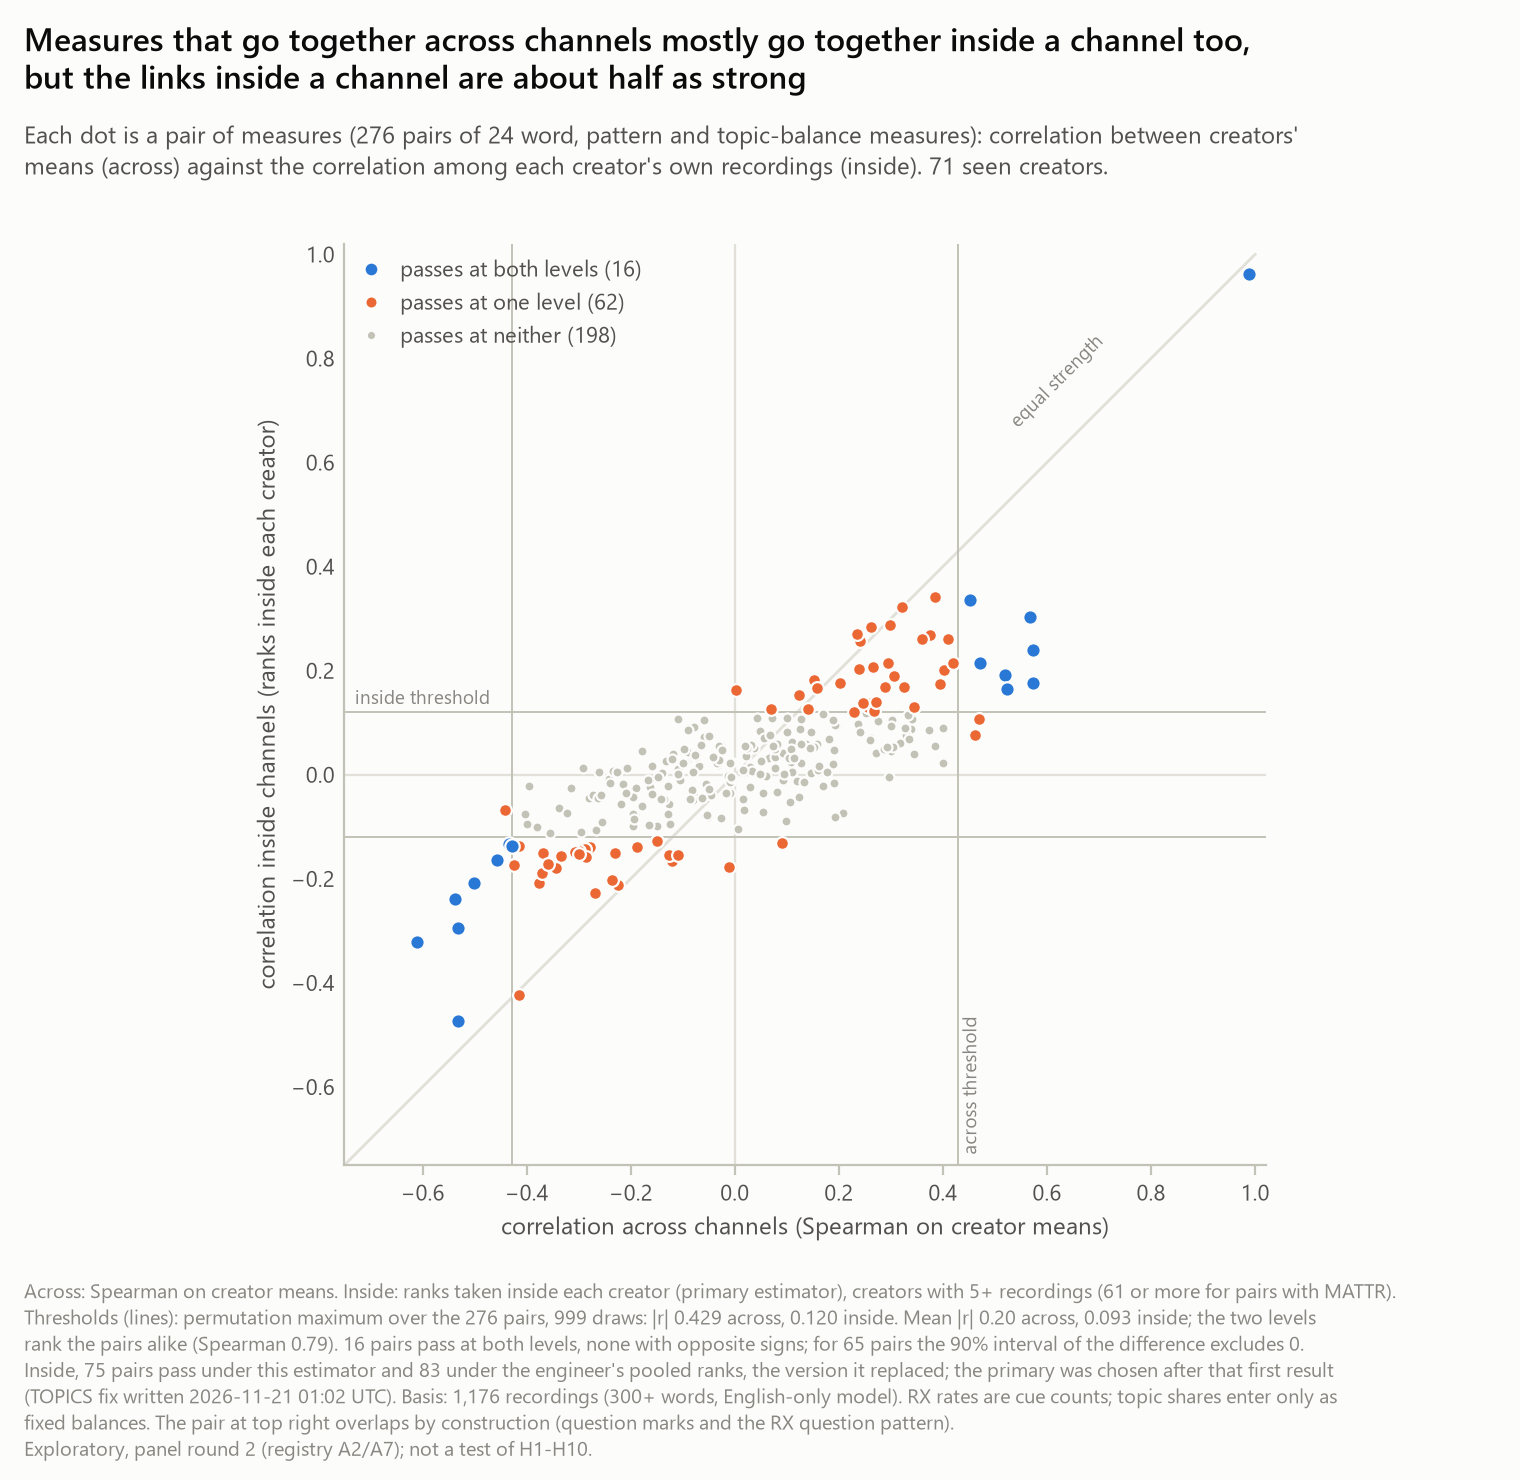 Measures that go together across channels mostly go together inside a channel too,
but the links inside a channel are about half as strong
Each dot is a pair of measures (276 pairs of 24 word, pattern and topic-balance measures): correlation between creators'
means (across) against the correlation among each creator's own recordings (inside). 71 seen creators.
passes at both levels (16)
passes at one level (62)
passes at neither (198)
equal strength
inside threshold
across threshold
correlation inside channels (ranks inside each creator)
1.0
0.8
0.6
0.4
0.2
0.0
−0.2
−0.4
−0.6
−0.6
−0.4
−0.2
0.0
0.2
0.4
0.6
0.8
1.0
correlation across channels (Spearman on creator means)
Across: Spearman on creator means. Inside: ranks taken inside each creator (primary estimator), creators with 5+ recordings (61 or more for pairs with MATTR).
Thresholds (lines): permutation maximum over the 276 pairs, 999 draws: |r| 0.429 across, 0.120 inside. Mean |r| 0.20 across, 0.093 inside; the two levels
rank the pairs alike (Spearman 0.79). 16 pairs pass at both levels, none with opposite signs; for 65 pairs the 90% interval of the difference excludes 0.
Inside, 75 pairs pass under this estimator and 83 under the engineer's pooled ranks, the version it replaced; the primary was chosen after that first result
(TOPICS fix written 2026-11-21 01:02 UTC). Basis: 1,176 recordings (300+ words, English-only model). RX rates are cue counts; topic shares enter only as
fixed balances. The pair at top right overlaps by construction (question marks and the RX question pattern).
Exploratory, panel round 2 (registry A2/A7); not a test of H1-H10.